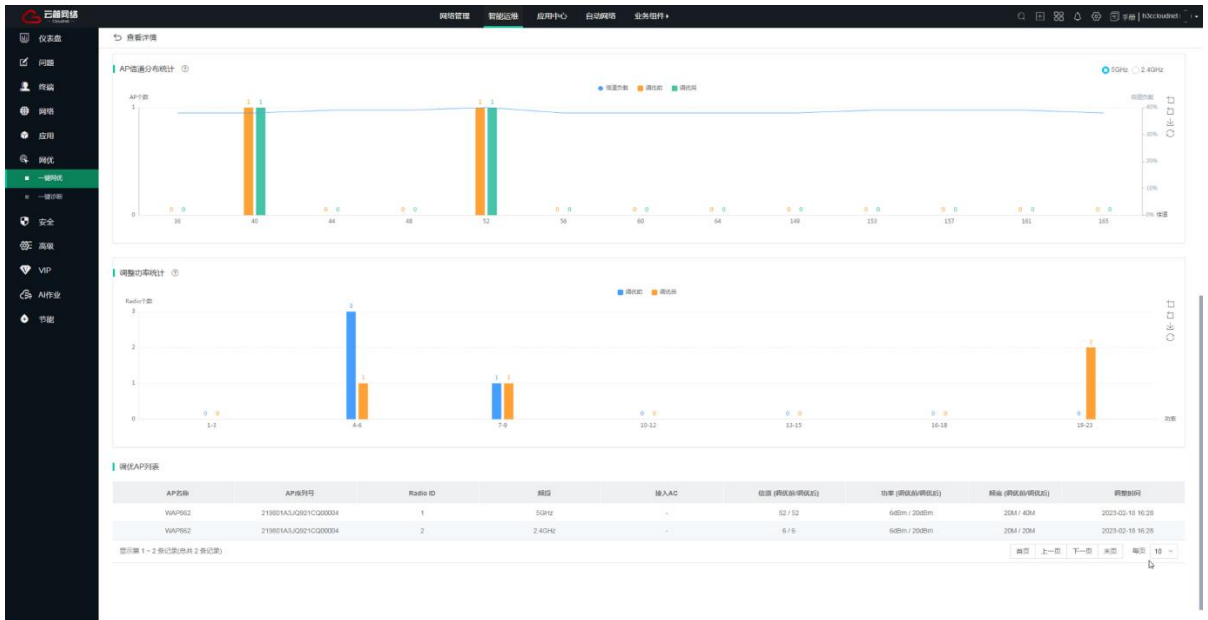 云简网络
Cloudnet
网络管理 智能运维 应用中心 自动网络 业务组件
手册 | h3ccloudnet
仪表盘
问题
终端
网络
应用
网优
一键网优
一键诊断
安全
高级
VIP
AI作业
节能
查看详情
AP信道分布统计
5GHz 2.4GHz
信道负载 调优前 调优后
AP个数 信道负载
1 1 1 1 1 40%
30%
20%
10%
0 0 0 0 0 0 0 0 0 0 0 0 0 0 0 0 0 0 0 0 0 0 0 0% 信道
36 40 44 48 52 56 60 64 149 153 157 161 165
调整功率统计
调优前 调优后
Radio个数
3 3
2 2
1 1 1 1
0 0 0 0 0 0 0 0 0 0 功率
1-3 4-6 7-9 10-12 13-15 16-18 19-23
调优AP列表
AP名称 AP序列号 Radio ID 频段 接入AC 信道 (调优前/调优后) 功率 (调优前/调优后) 频宽 (调优前/调优后) 调整时间
WAP862 219801A3JQ921CQ00004 1 5GHz - 52 / 52 6dBm / 20dBm 20M / 40M 2023-02-18 16:28
WAP862 219801A3JQ921CQ00004 2 2.4GHz - 6 / 6 6dBm / 20dBm 20M / 20M 2023-02-18 16:28
显示第 1 ~ 2 条记录(总共 2 条记录) 首页 上一页 下一页 末页 每页 10